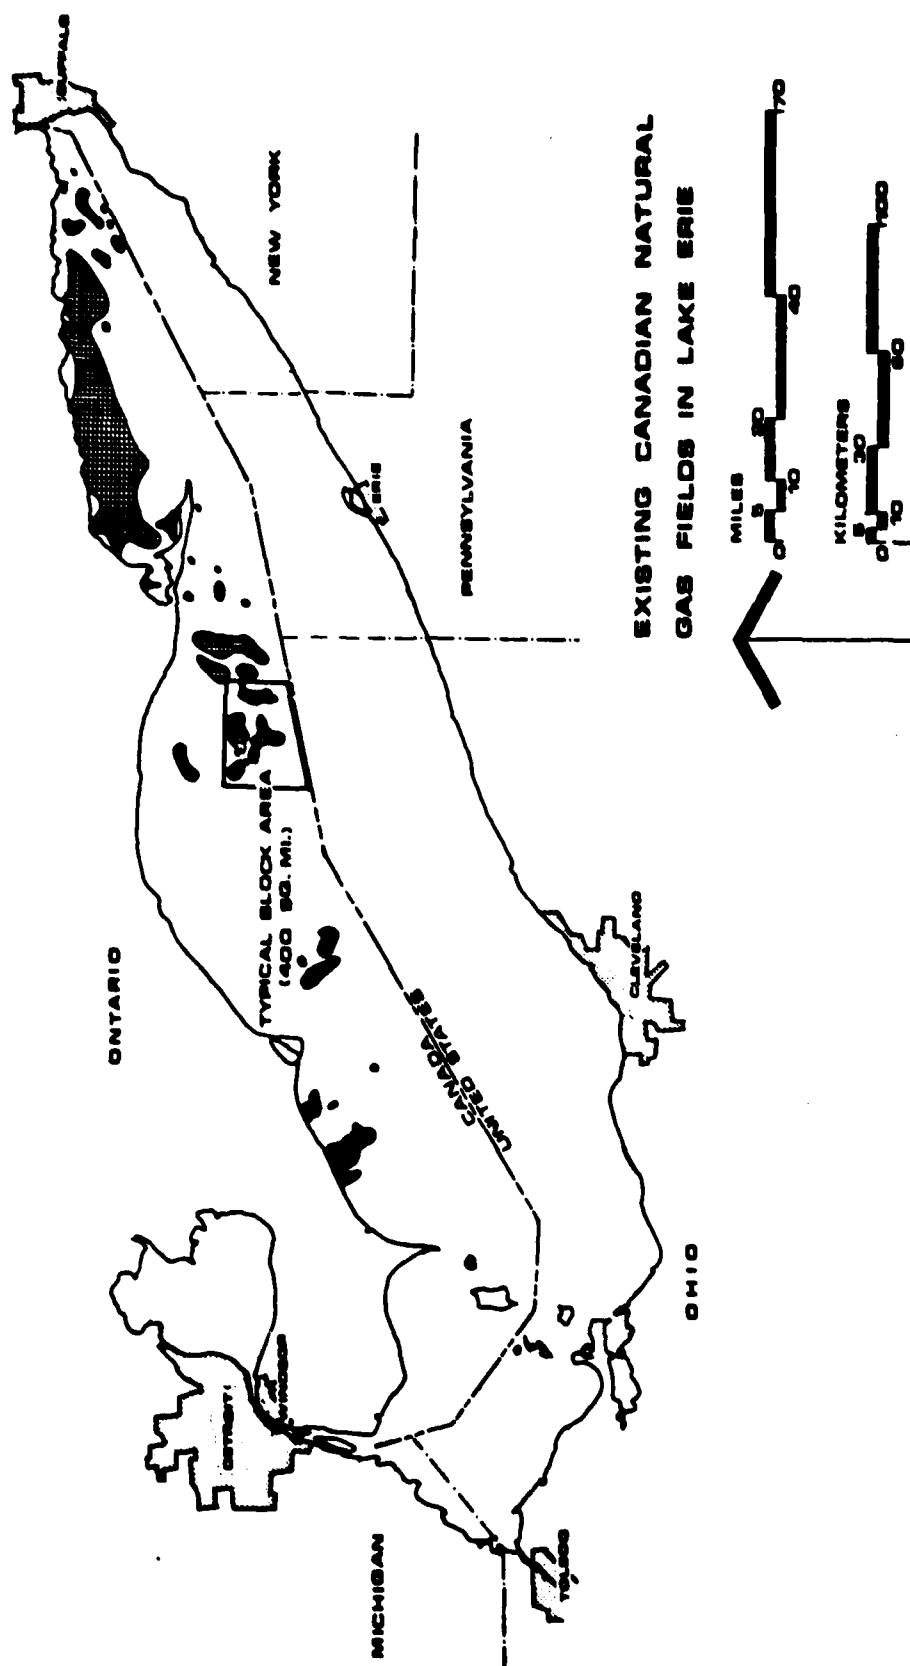 BUFFALO
NEW YORK
ONTARIO
ERIE
PENNSYLVANIA
TYPICAL BLOCK AREA
(400 SQ. MI.)
CANADA
UNITED STATES
CLEVELAND
DETROIT
WINDSOR
OHIO
MICHIGAN
TOLEDO
EXISTING CANADIAN NATURAL
GAS FIELDS IN LAKE ERIE
MILES
0 5 10 20 40 70
KILOMETERS
0 5 10 30 60 100